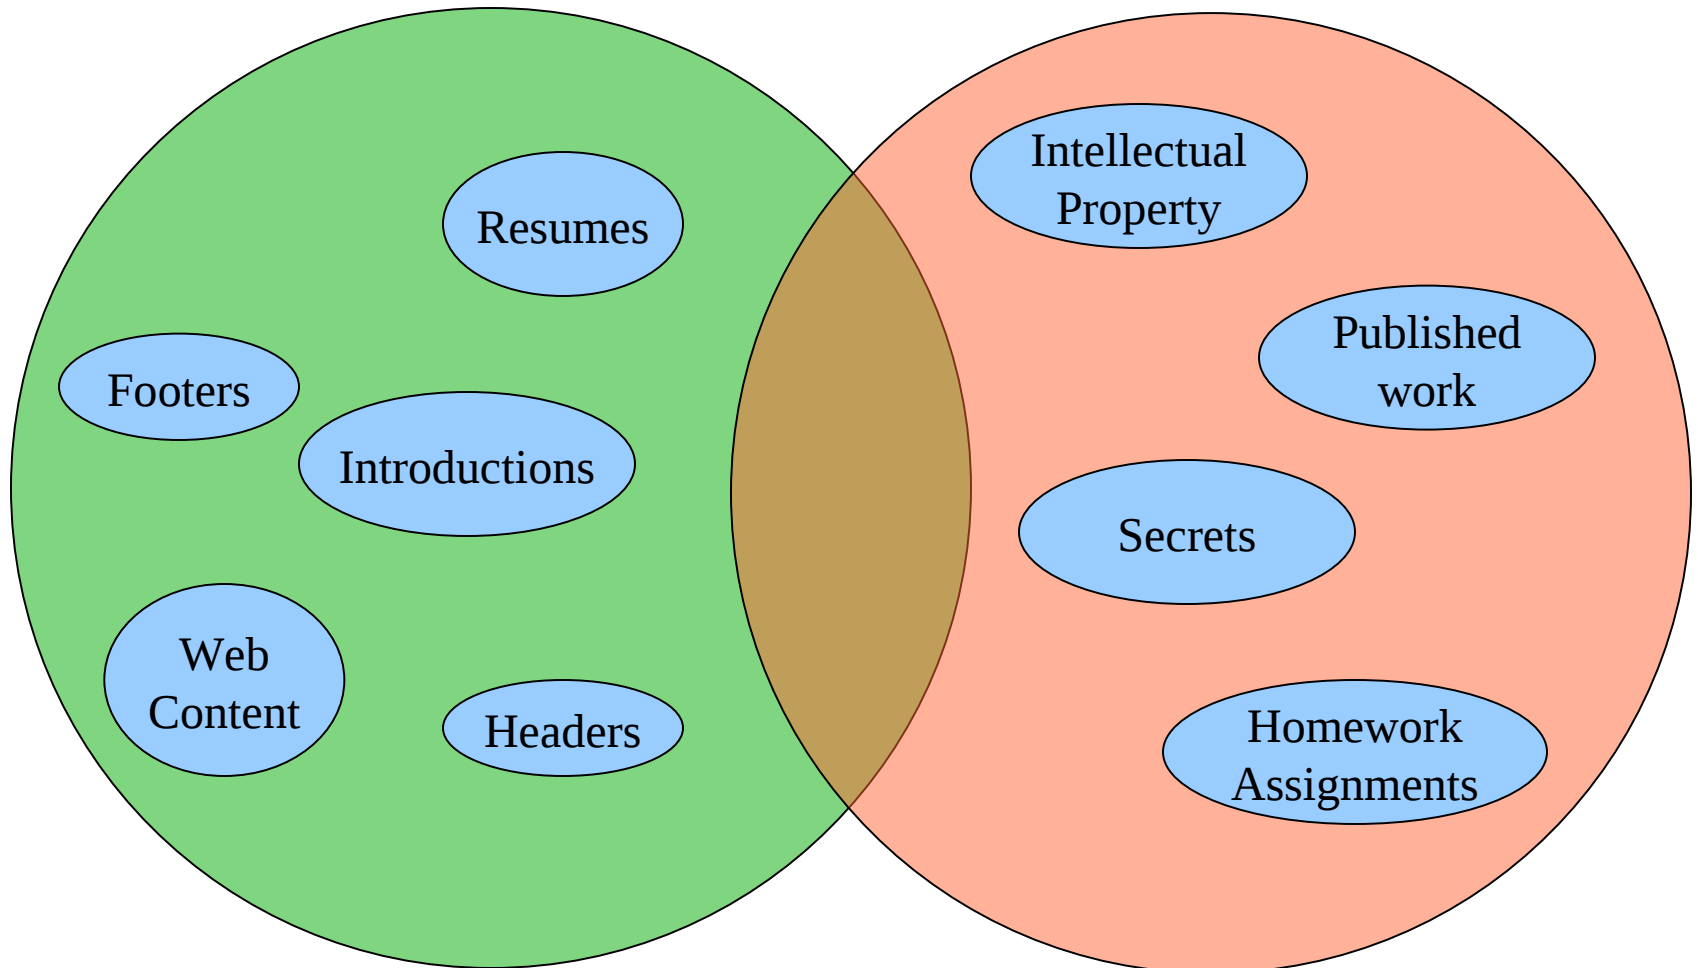 Resumes
Footers
Introductions
Web
Content
Headers
Intellectual
Property
Published
work
Secrets
Homework
Assignments